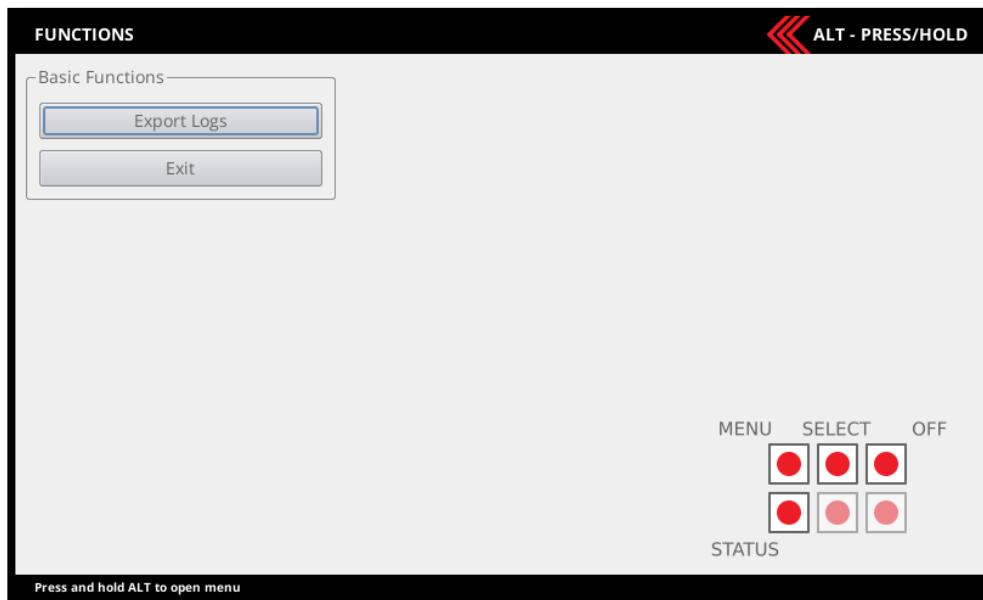 FUNCTIONS
ALT - PRESS/HOLD
Basic Functions
Export Logs
Exit
MENU SELECT OFF
STATUS
Press and hold ALT to open menu